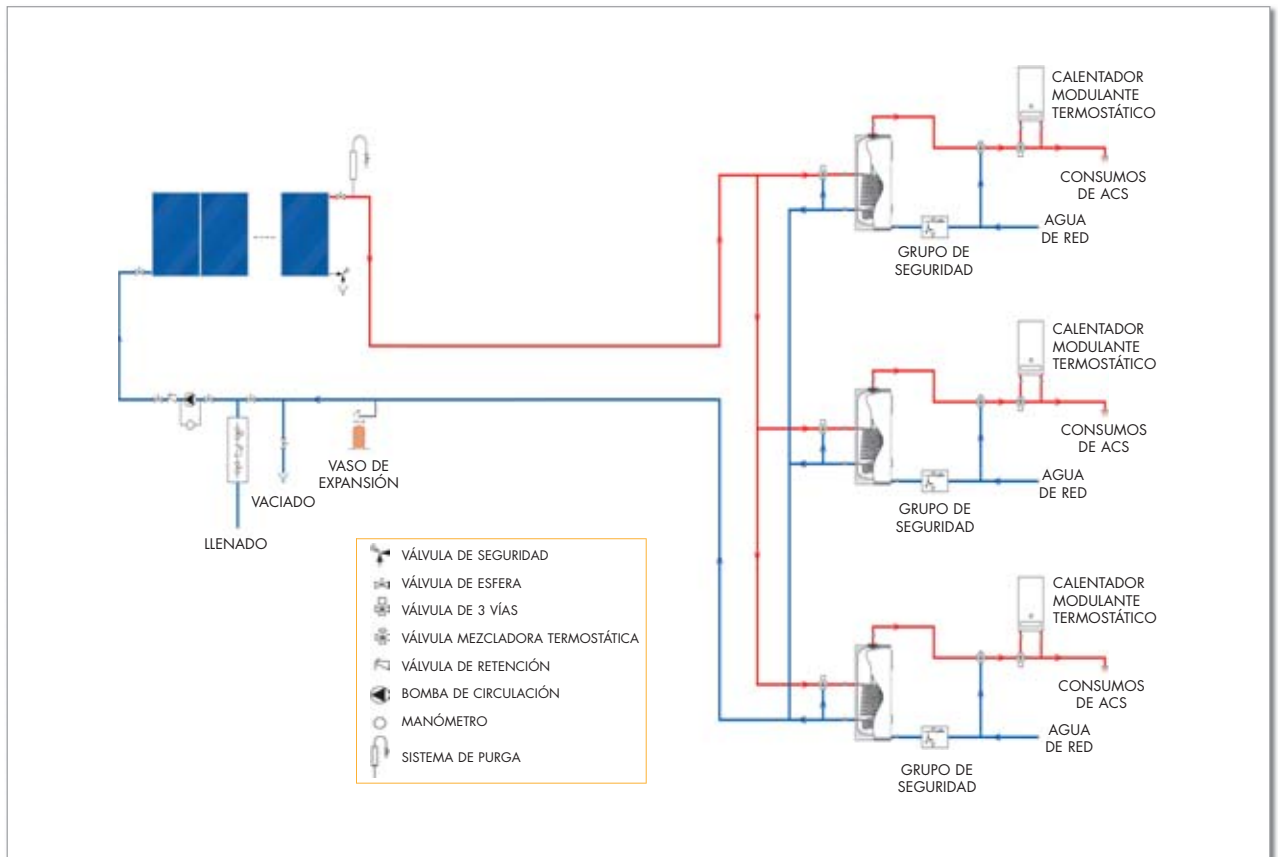 CALENTADOR
MODULANTE
TERMOSTÁTICO
CONSUMOS
DE ACS
AGUA
DE RED
GRUPO DE
SEGURIDAD
CALENTADOR
MODULANTE
TERMOSTÁTICO
CONSUMOS
DE ACS
AGUA
DE RED
GRUPO DE
SEGURIDAD
VASO DE
EXPANSIÓN
VACIADO
LLENADO
VÁLVULA DE SEGURIDAD
VÁLVULA DE ESFERA
VÁLVULA DE 3 VÍAS
VÁLVULA MEZCLADORA TERMOSTÁTICA
VÁLVULA DE RETENCIÓN
BOMBA DE CIRCULACIÓN
MANÓMETRO
SISTEMA DE PURGA
CALENTADOR
MODULANTE
TERMOSTÁTICO
CONSUMOS
DE ACS
AGUA
DE RED
GRUPO DE
SEGURIDAD